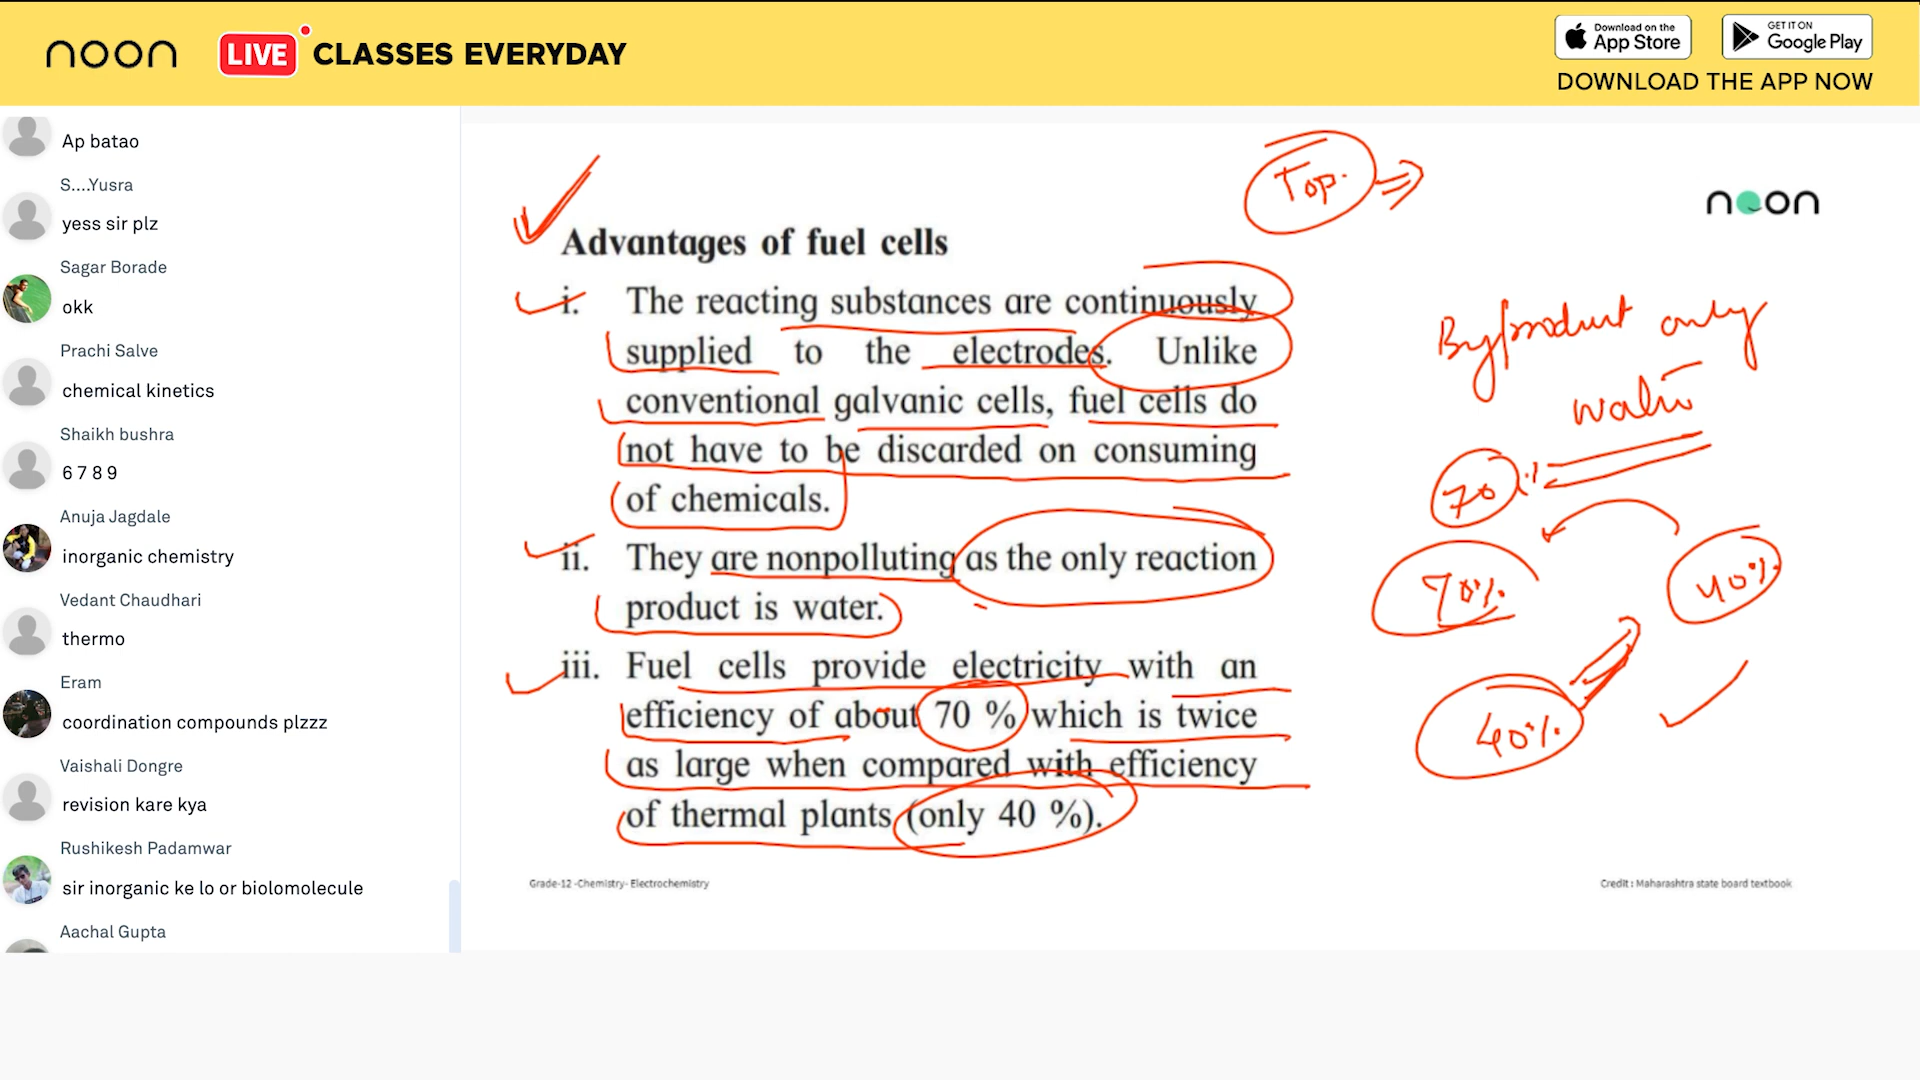 noon LIVE CLASSES EVERYDAY
Download on the
App Store
GET IT ON
Google Play
DOWNLOAD THE APP NOW
Ap batao
S....Yusra
yess sir plz
Sagar Borade
okk
Prachi Salve
chemical kinetics
Shaikh bushra
6 7 8 9
Anuja Jagdale
inorganic chemistry
Vedant Chaudhari
thermo
Eram
coordination compounds plzzz
Vaishali Dongre
revision kare kya
Rushikesh Padamwar
sir inorganic ke lo or biolomolecule
Aachal Gupta
Top.
noon
Advantages of fuel cells
i. The reacting substances are continuously
supplied to the electrodes. Unlike
conventional galvanic cells, fuel cells do
not have to be discarded on consuming
of chemicals.
ii. They are nonpolluting as the only reaction
product is water.
iii. Fuel cells provide electricity with an
efficiency of about 70 % which is twice
as large when compared with efficiency
of thermal plants (only 40 %).
Byproduct only
water
70%
70%
40%
40%
Grade-12 -Chemistry- Electrochemistry
Credit : Maharashtra state board textbook